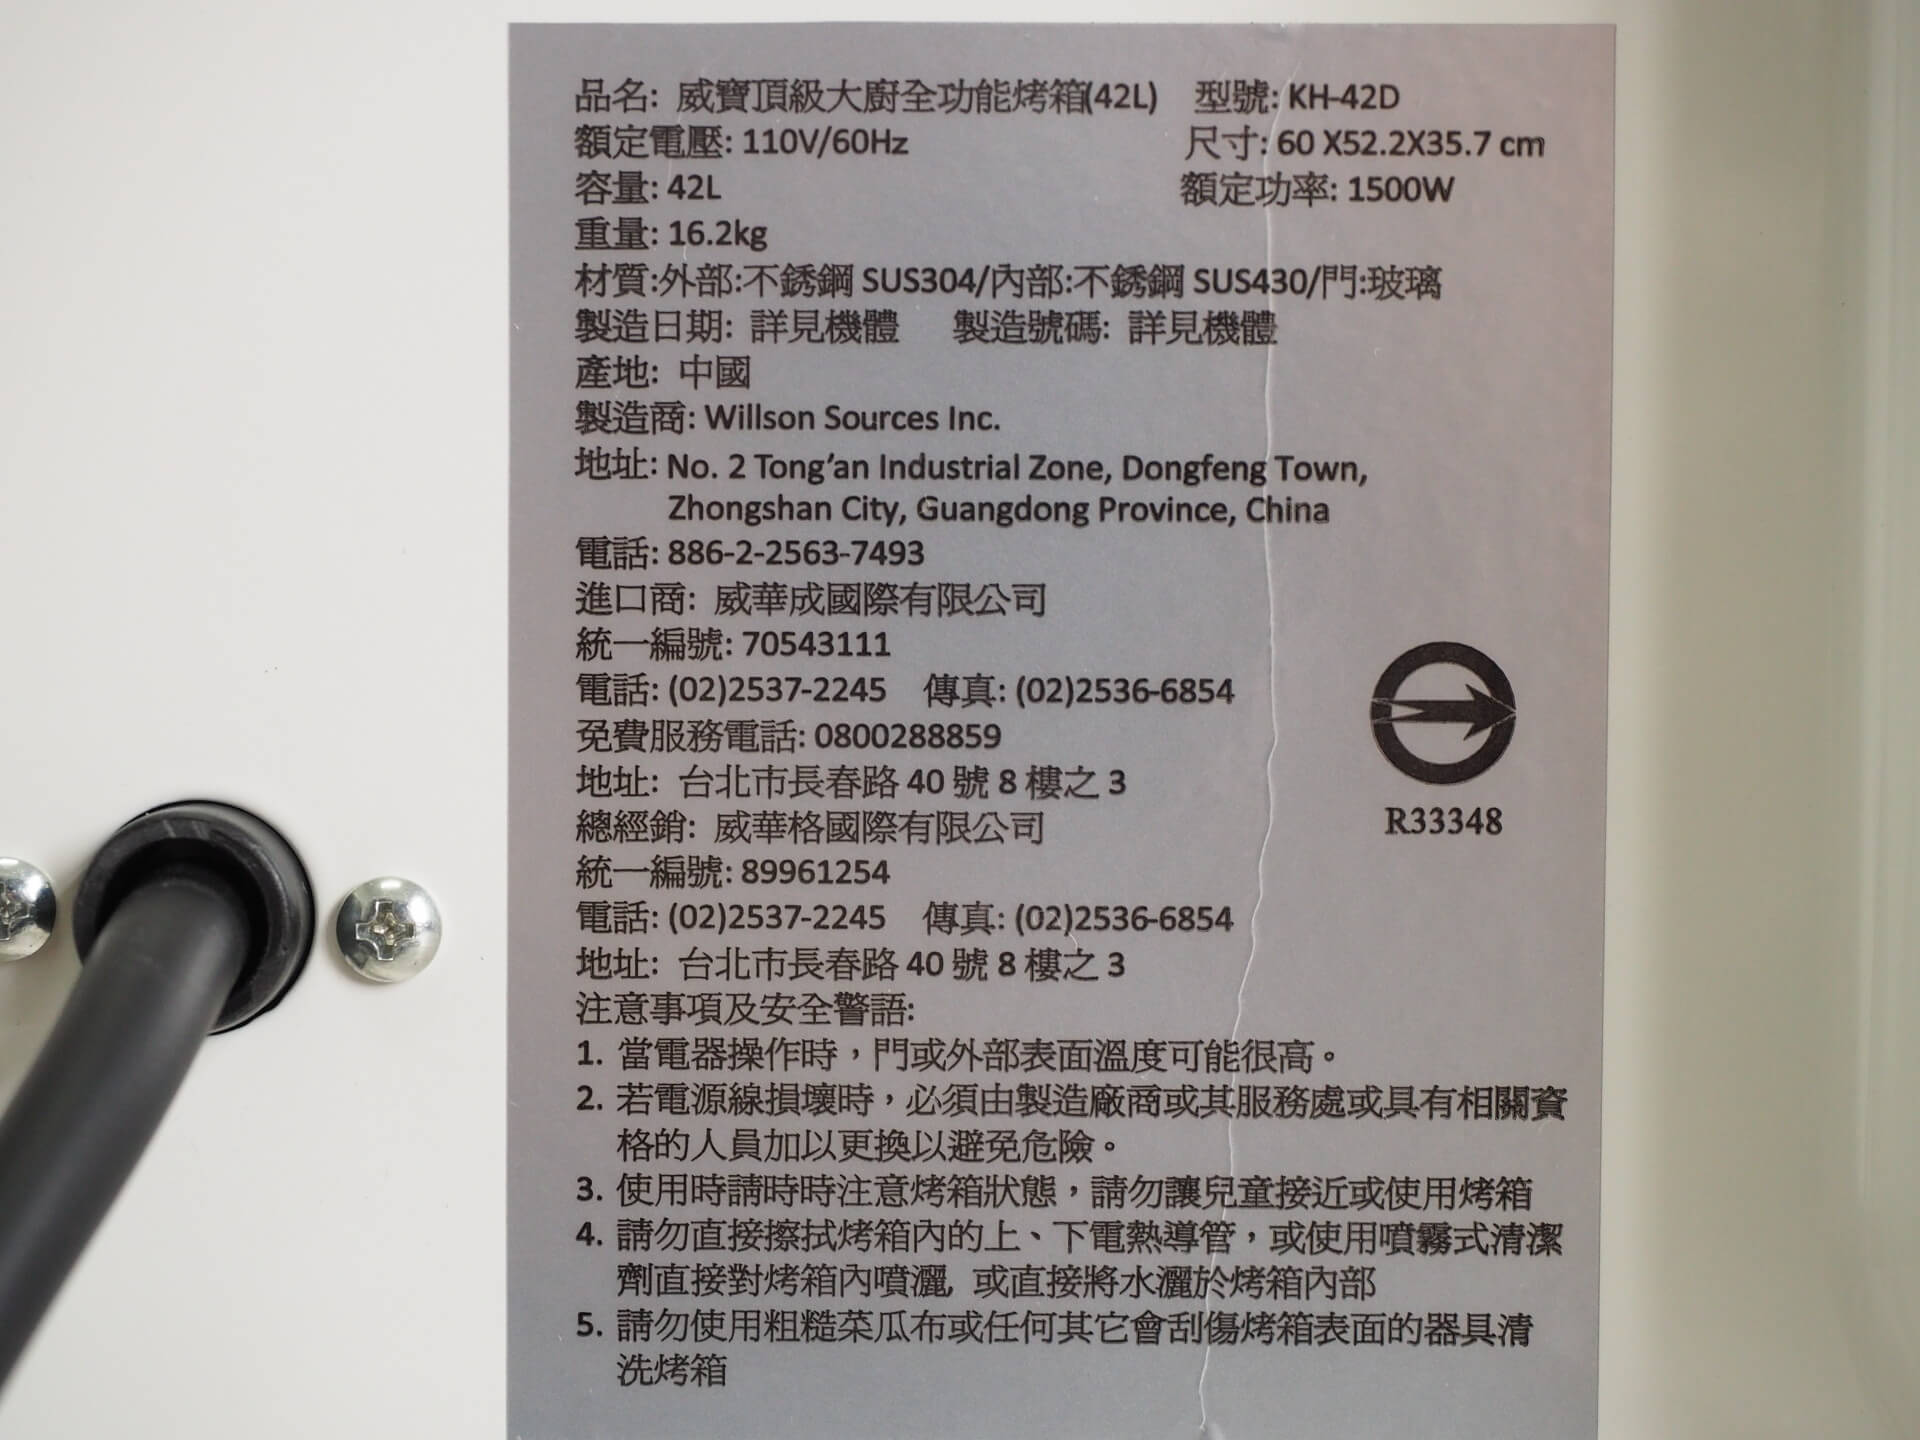 品名: 威寶頂級大廚全功能烤箱(42L) 型號: KH-42D
額定電壓: 110V/60Hz 尺寸: 60 X52.2X35.7 cm
容量: 42L 額定功率: 1500W
重量: 16.2kg
材質:外部:不銹鋼 SUS304/內部:不銹鋼 SUS430/門:玻璃
製造日期: 詳見機體 製造號碼: 詳見機體
產地: 中國
製造商: Willson Sources Inc.
地址: No. 2 Tong’an Industrial Zone, Dongfeng Town,
Zhongshan City, Guangdong Province, China
電話: 886-2-2563-7493
進口商: 威華成國際有限公司
統一編號: 70543111
電話: (02)2537-2245 傳真: (02)2536-6854
免費服務電話: 0800288859
地址: 台北市長春路 40 號 8 樓之 3
總經銷: 威華格國際有限公司
統一編號: 89961254
電話: (02)2537-2245 傳真: (02)2536-6854
地址: 台北市長春路 40 號 8 樓之 3
R33348
注意事項及安全警語:
1. 當電器操作時，門或外部表面溫度可能很高。
2. 若電源線損壞時，必須由製造廠商或其服務處或具有相關資
格的人員加以更換以避免危險。
3. 使用時請時時注意烤箱狀態，請勿讓兒童接近或使用烤箱
4. 請勿直接擦拭烤箱內的上、下電熱導管，或使用噴霧式清潔
劑直接對烤箱內噴灑, 或直接將水灑於烤箱內部
5. 請勿使用粗糙菜瓜布或任何其它會刮傷烤箱表面的器具清
洗烤箱